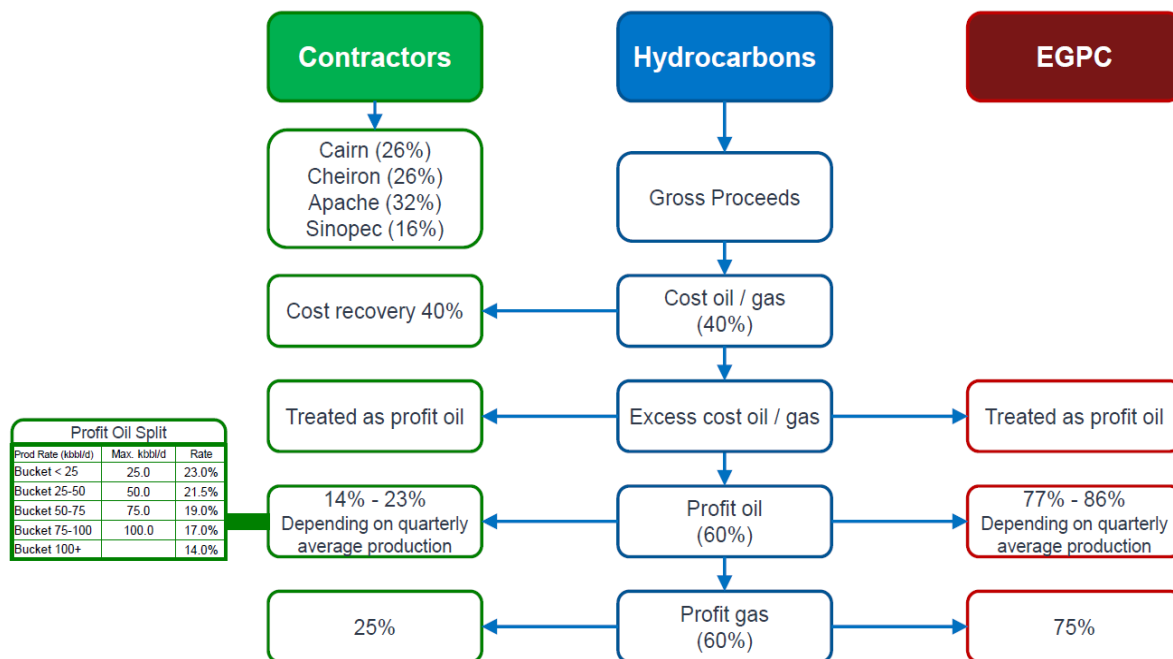 Contractors
Hydrocarbons
EGPC
Cairn (26%)
Cheiron (26%)
Apache (32%)
Sinopec (16%)
Gross Proceeds
Cost recovery 40%
Cost oil / gas
(40%)
Treated as profit oil
Excess cost oil / gas
Treated as profit oil
Profit Oil Split
Prod Rate (kbbl/d) Max. kbbl/d Rate
Bucket < 25 25.0 23.0%
Bucket 25-50 50.0 21.5%
Bucket 50-75 75.0 19.0%
Bucket 75-100 100.0 17.0%
Bucket 100+ 14.0%
14% - 23%
Depending on quarterly
average production
Profit oil
(60%)
77% - 86%
Depending on quarterly
average production
25%
Profit gas
(60%)
75%